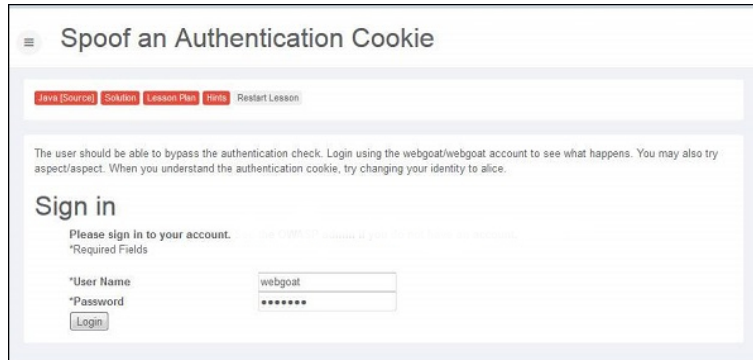 Spoof an Authentication Cookie
Java [Source] Solution Lesson Plan Hints Restart Lesson
The user should be able to bypass the authentication check. Login using the webgoat/webgoat account to see what happens. You may also try
aspect/aspect. When you understand the authentication cookie, try changing your identity to alice.
Sign in
Please sign in to your account.
*Required Fields
*User Name webgoat
*Password •••••••
Login